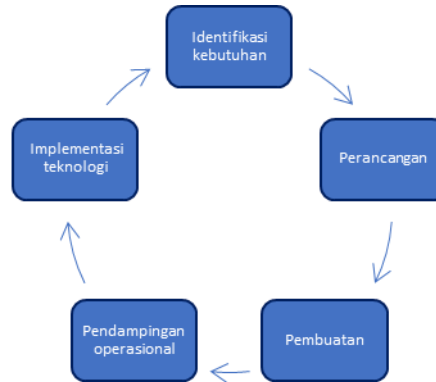 Identifikasi
kebutuhan
Perancangan
Pembuatan
Pendampingan
operasional
Implementasi
teknologi